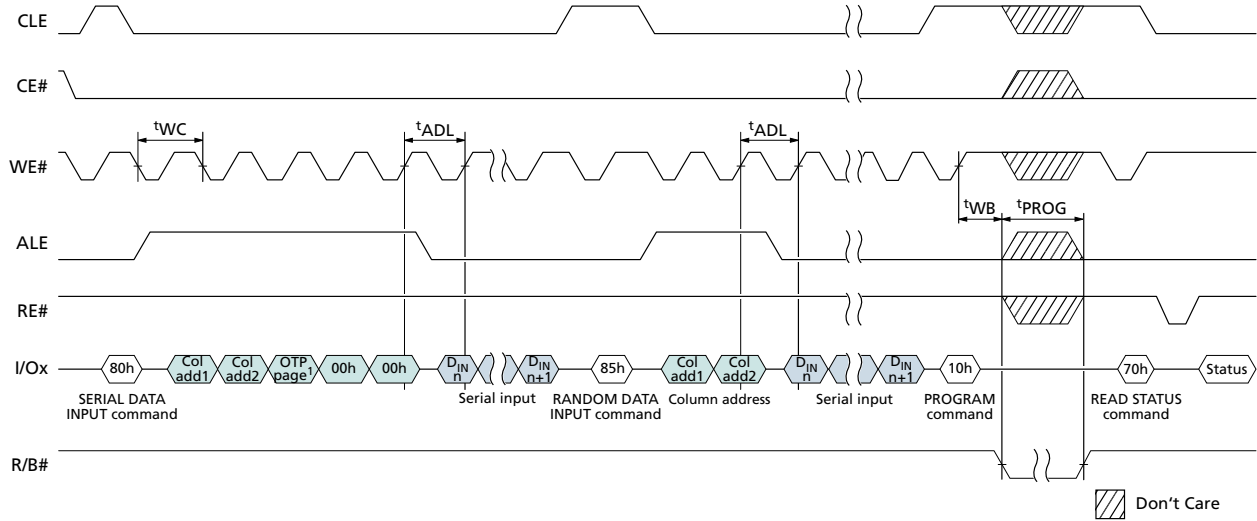 CLE
CE#
tWC
tADL
tADL
WE#
tWB
tPROG
ALE
RE#
I/Ox
80h
Col add1
Col add2
OTP page1
00h
00h
DIN n
DIN n+1
85h
Col add1
Col add2
DIN n
DIN n+1
10h
70h
Status
SERIAL DATA
INPUT command
Serial input
RANDOM DATA
INPUT command
Column address
Serial input
PROGRAM
command
READ STATUS
command
R/B#
Don't Care